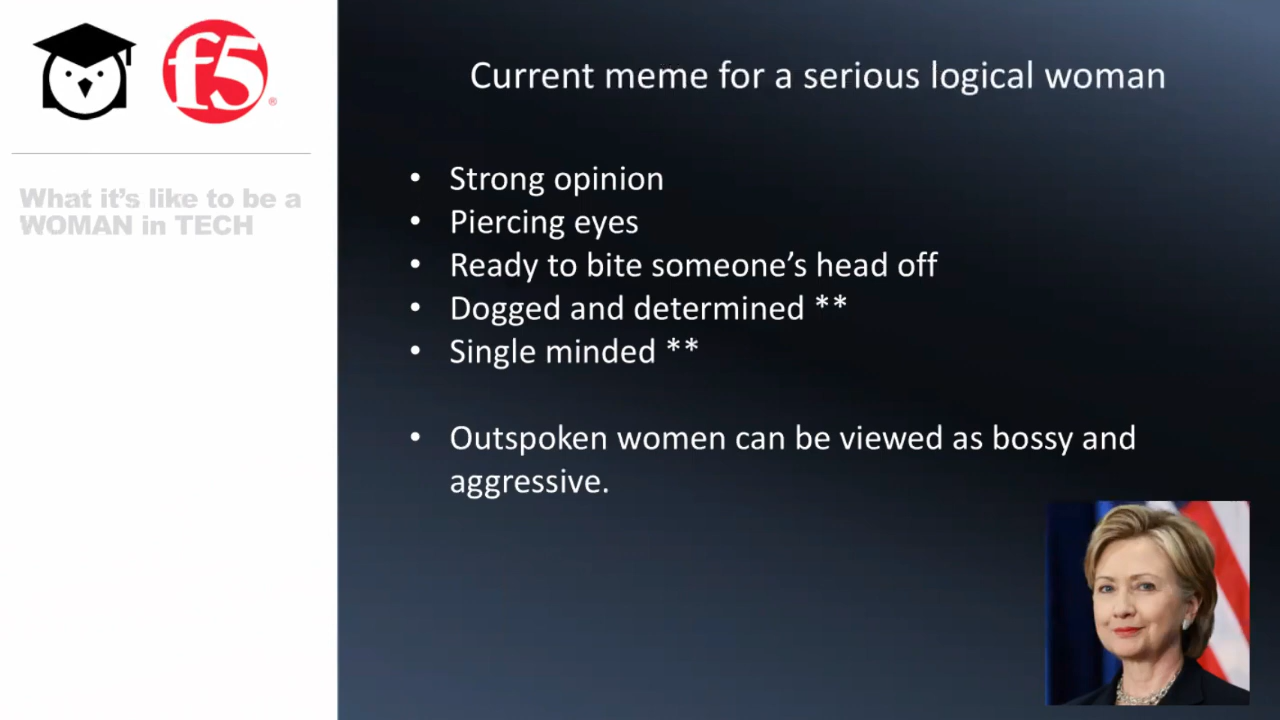 f5
®
What it's like to be a
WOMAN in TECH
Current meme for a serious logical woman
• Strong opinion
• Piercing eyes
• Ready to bite someone's head off
• Dogged and determined **
• Single minded **
• Outspoken women can be viewed as bossy and
aggressive.